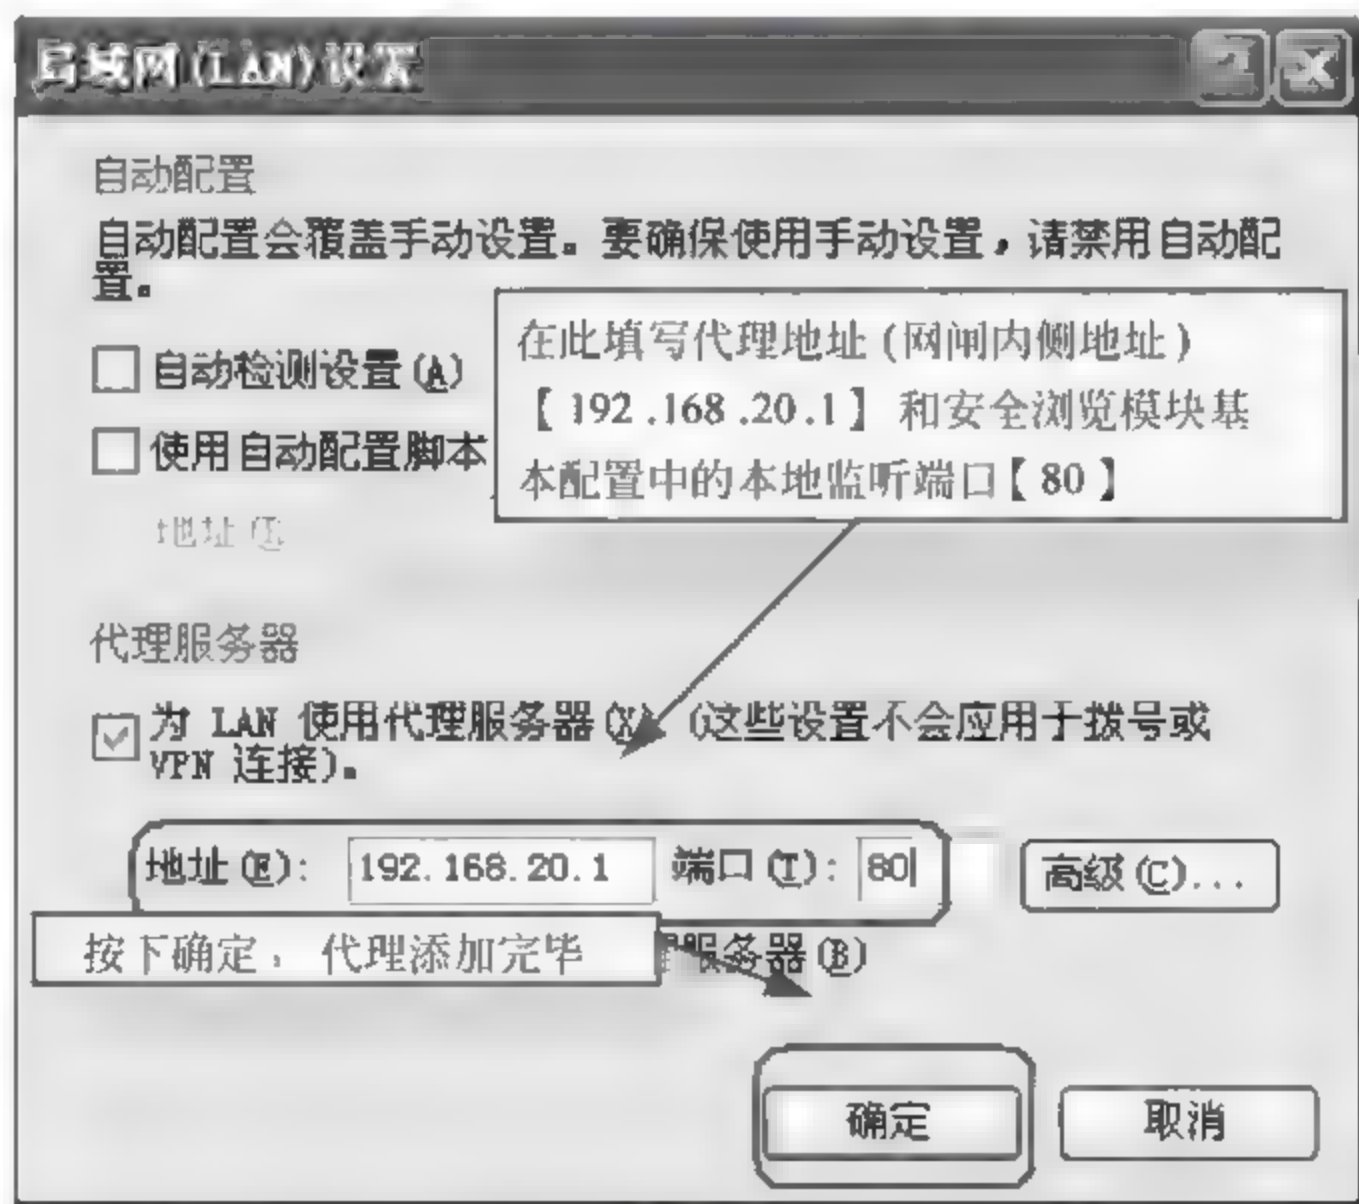 局域网(LAN)设置
自动配置
自动配置会覆盖手动设置。要确保使用手动设置，请禁用自动配
置。
自动检测设置(A)
使用自动配置脚本
在此填写代理地址(网闸内侧地址)
【192.168.20.1】和安全浏览模块基
本配置中的本地监听端口【80】
地址(R)
代理服务器
为 LAN 使用代理服务器(X) (这些设置不会应用于拨号或
VPN 连接)。
地址(E): 192.168.20.1 端口(T): 80 高级(C)...
按下确定，代理添加完毕
服务器(B)
确定 取消